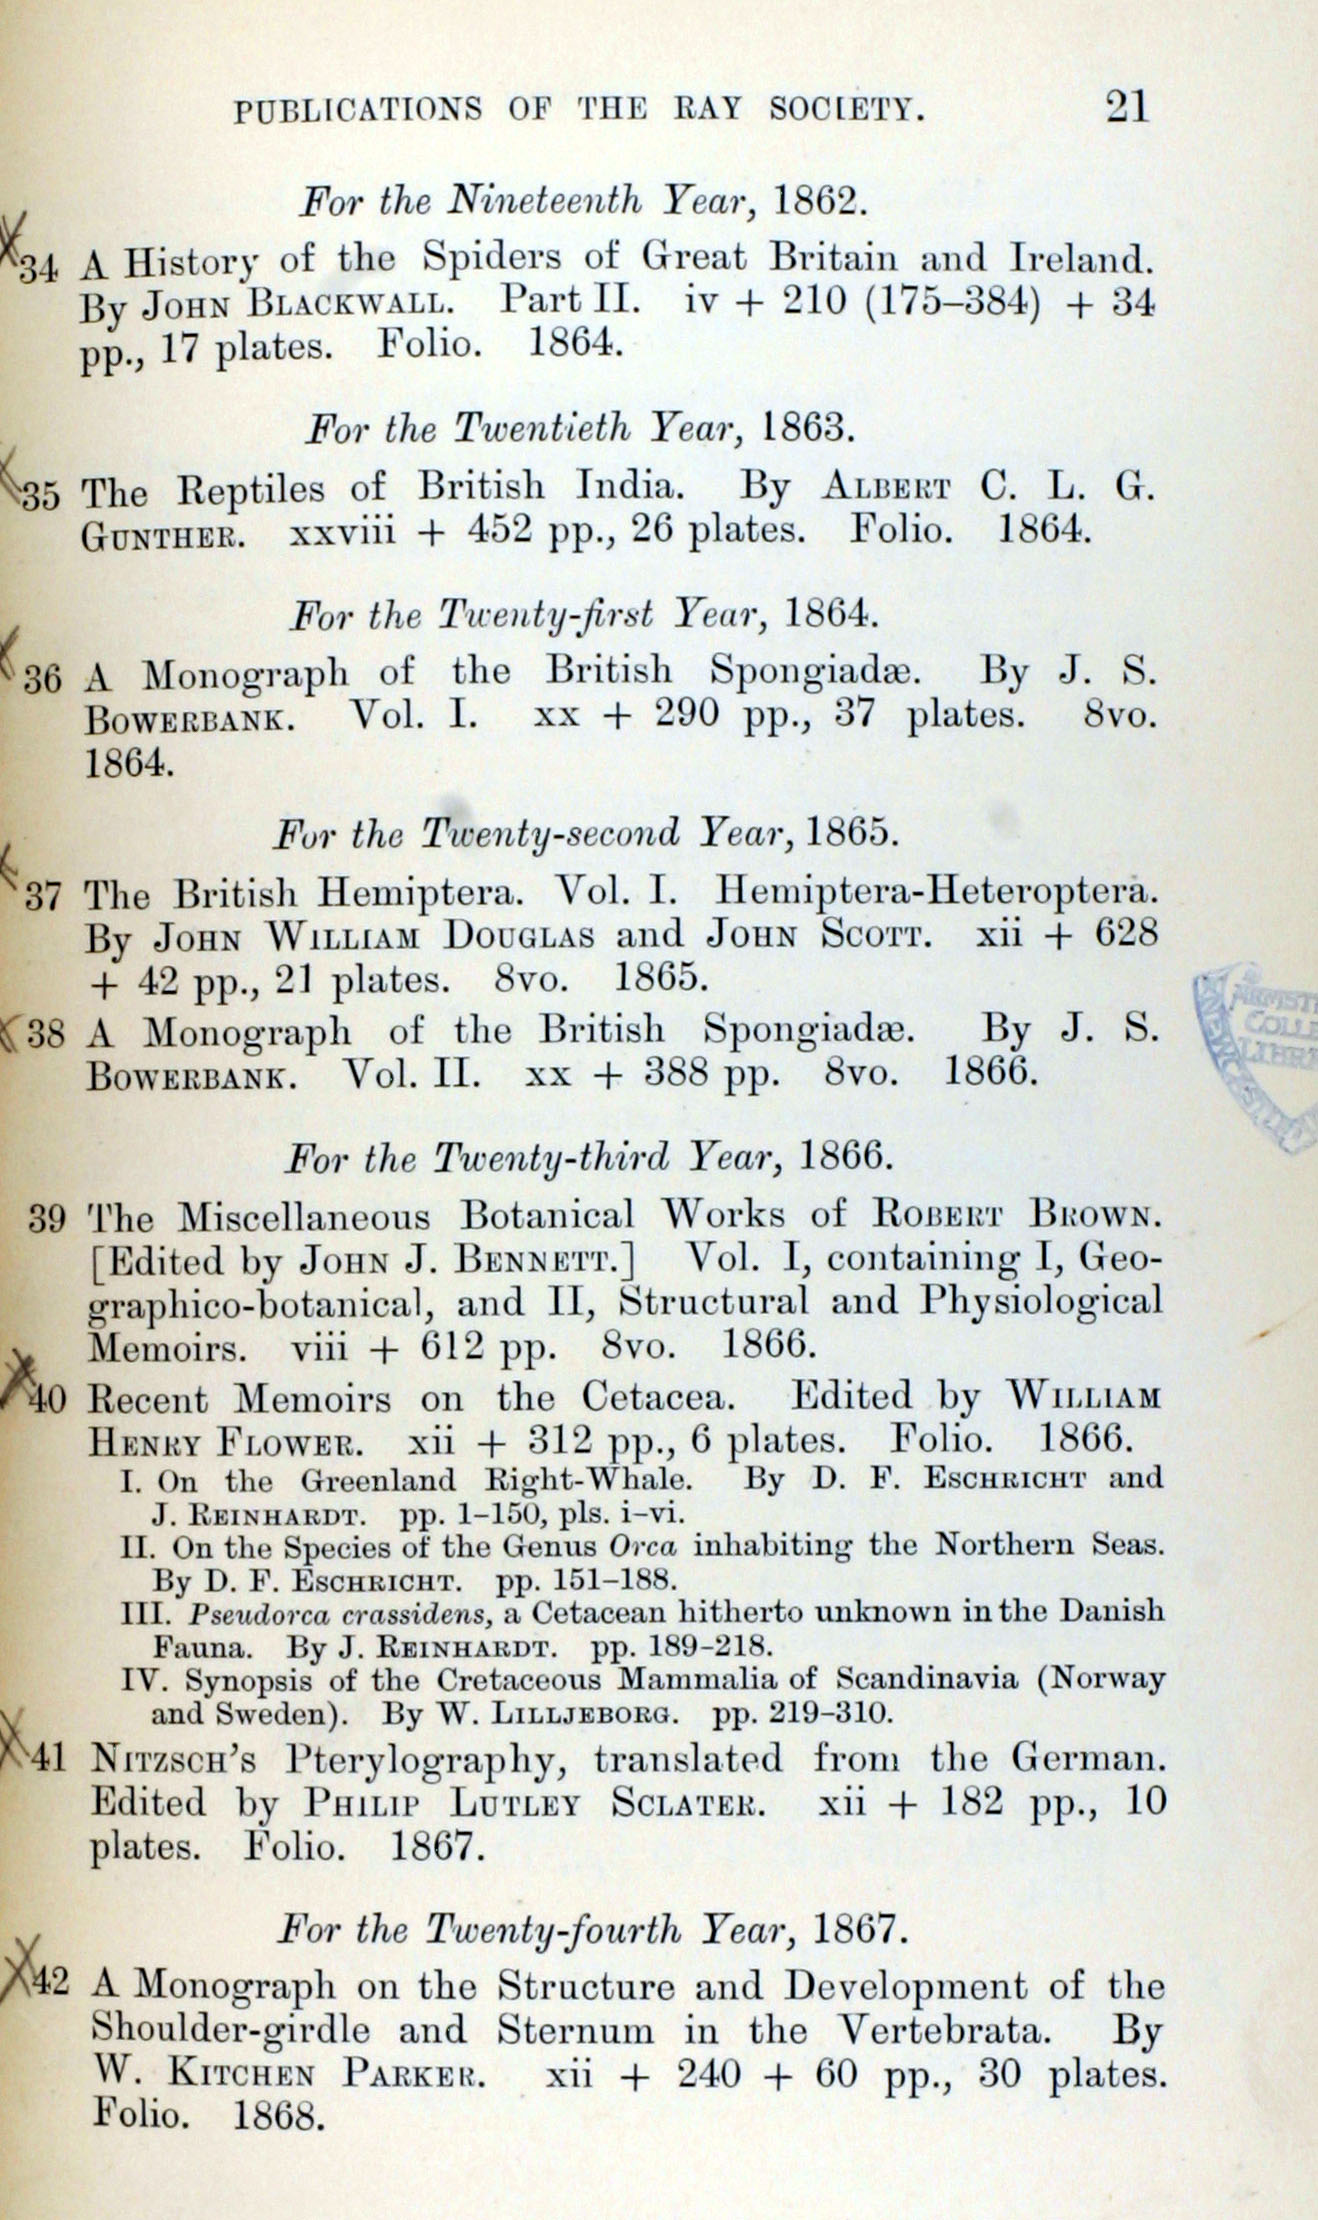 PUBLICATIONS OF THE RAY SOCIETY. 21
For the Nineteenth Year, 1862.
34 A History of the Spiders of Great Britain and Ireland.
By JOHN BLACKWALL. Part II. iv + 210 (175–384) + 34
pp., 17 plates. Folio. 1864.
For the Twentieth Year, 1863.
35 The Reptiles of British India. By ALBERT C. L. G.
GUNTHER. xxviii + 452 pp., 26 plates. Folio. 1864.
For the Twenty-first Year, 1864.
36 A Monograph of the British Spongiadæ. By J. S.
BOWERBANK. Vol. I. xx + 290 pp., 37 plates. 8vo.
1864.
For the Twenty-second Year, 1865.
37 The British Hemiptera. Vol. I. Hemiptera-Heteroptera.
By JOHN WILLIAM DOUGLAS and JOHN SCOTT. xii + 628
+ 42 pp., 21 plates. 8vo. 1865.
38 A Monograph of the British Spongiadæ. By J. S.
BOWERBANK. Vol. II. xx + 388 pp. 8vo. 1866.
For the Twenty-third Year, 1866.
39 The Miscellaneous Botanical Works of ROBERT BROWN.
[Edited by JOHN J. BENNETT.] Vol. I, containing I, Geo-
graphico-botanical, and II, Structural and Physiological
Memoirs. viii + 612 pp. 8vo. 1866.
40 Recent Memoirs on the Cetacea. Edited by WILLIAM
HENRY FLOWER. xii + 312 pp., 6 plates. Folio. 1866.
I. On the Greenland Right-Whale. By D. F. ESCHRICHT and
J. REINHARDT. pp. 1–150, pls. i–vi.
II. On the Species of the Genus Orca inhabiting the Northern Seas.
By D. F. ESCHRICHT. pp. 151–188.
III. Pseudorca crassidens, a Cetacean hitherto unknown in the Danish
Fauna. By J. REINHARDT. pp. 189–218.
IV. Synopsis of the Cretaceous Mammalia of Scandinavia (Norway
and Sweden). By W. LILLJEBORG. pp. 219–310.
41 NITZSCH'S Pterylography, translated from the German.
Edited by PHILIP LUTLEY SCLATER. xii + 182 pp., 10
plates. Folio. 1867.
For the Twenty-fourth Year, 1867.
42 A Monograph on the Structure and Development of the
Shoulder-girdle and Sternum in the Vertebrata. By
W. KITCHEN PARKER. xii + 240 + 60 pp., 30 plates.
Folio. 1868.